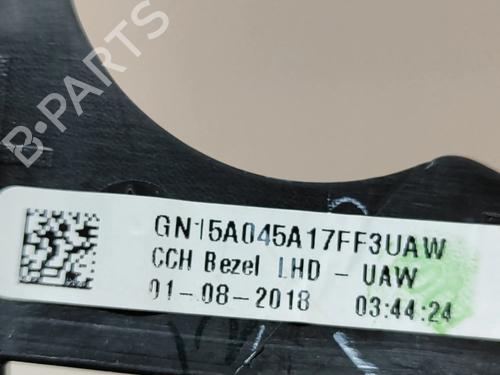 B-PARTS
GN15A045A17FF3UAW
CCH Bezel LHD - UAW
01-08-2018 03:44:24